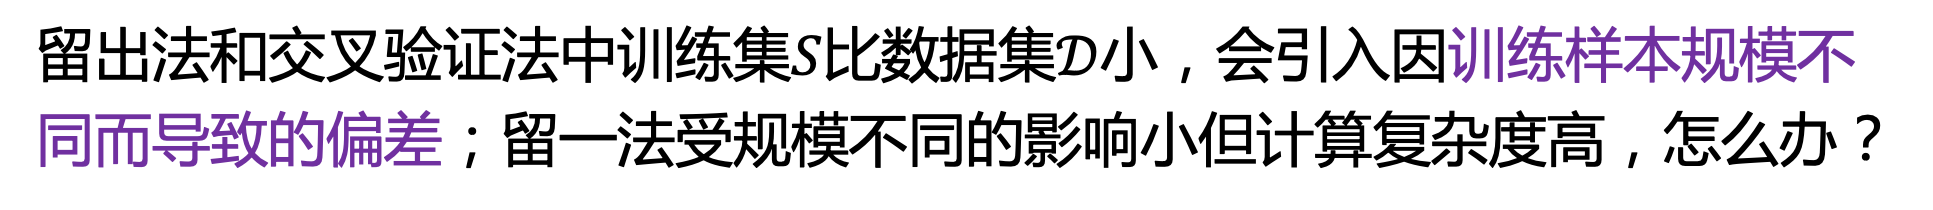 留出法和交叉验证法中训练集S比数据集𝒟小，会引入因训练样本规模不
同而导致的偏差；留一法受规模不同的影响小但计算复杂度高，怎么办？